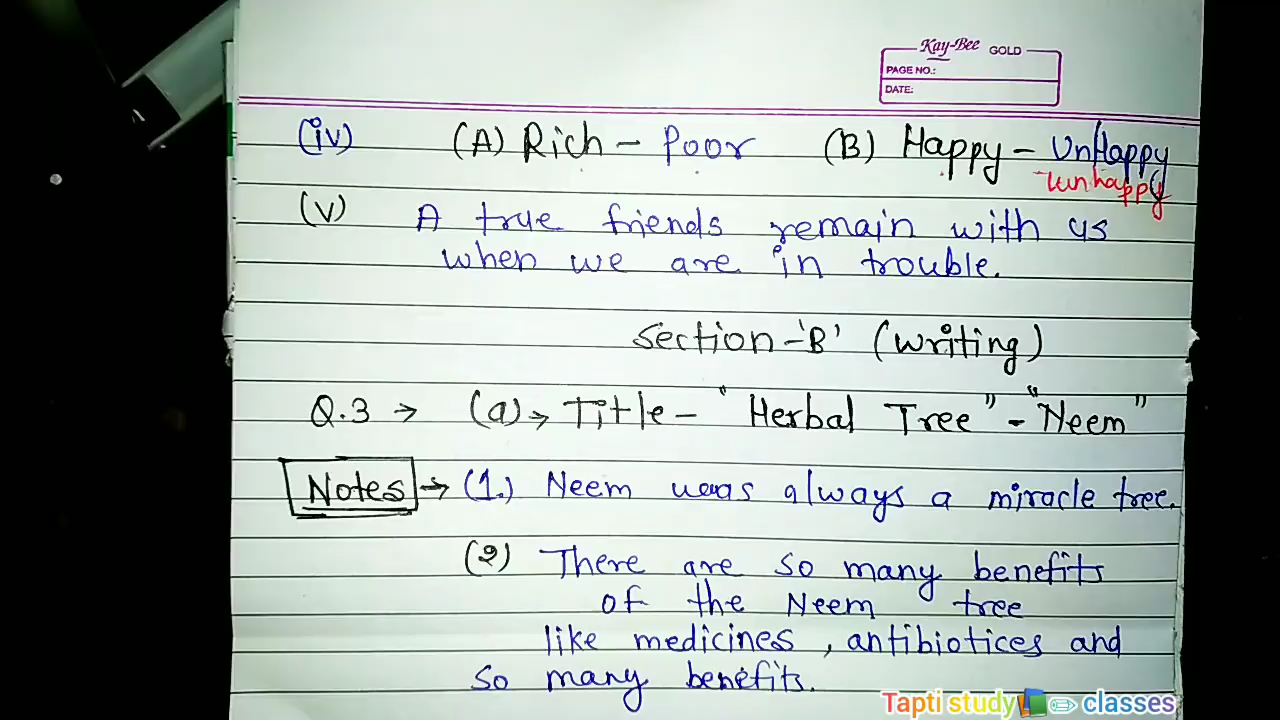 Kay-Bee GOLD
PAGE NO.:
DATE:
(iv) (A) Rich - Poor (B) Happy - UnHappy
unhappy
(v) A true friends remain with us
when we are in trouble.
Section-'B' (writing)
Q.3 → (a)→ Title - "Herbal Tree" - "Neem"
Notes → (1.) Neem was always a miracle tree.
(2) There are so many benefits
of the Neem tree
like medicines, antibiotices and
so many benefits.
Tapti study classes